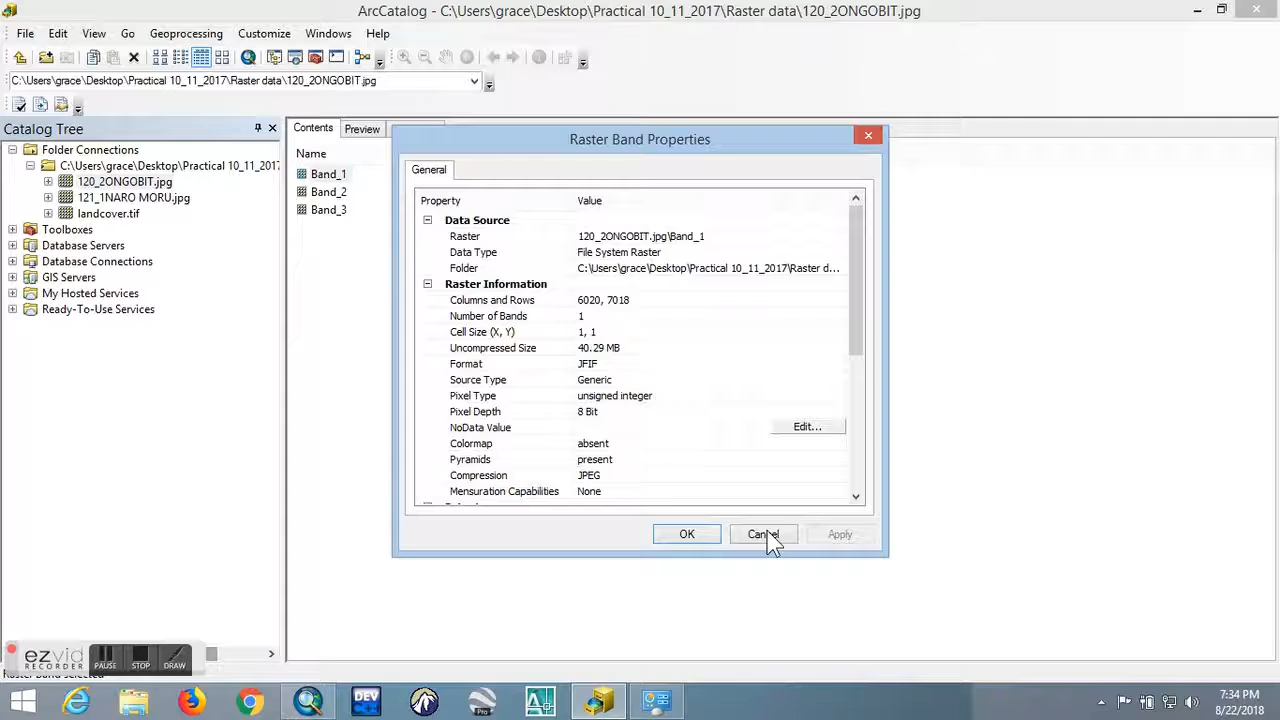 ArcCatalog - C:\Users\grace\Desktop\Practical 10_11_2017\Raster data\120_2ONGOBIT.jpg
File Edit View Go Geoprocessing Customize Windows Help
C:\Users\grace\Desktop\Practical 10_11_2017\Raster data\120_2ONGOBIT.jpg
Catalog Tree
Folder Connections
C:\Users\grace\Desktop\Practical 10_11_2017
120_2ONGOBIT.jpg
121_1NARO MORU.jpg
landcover.tif
Toolboxes
Database Servers
Database Connections
GIS Servers
My Hosted Services
Ready-To-Use Services
Contents Preview
Name
Band_1
Band_2
Band_3
Raster Band Properties
General
Property Value
Data Source
Raster 120_2ONGOBIT.jpg\Band_1
Data Type File System Raster
Folder C:\Users\grace\Desktop\Practical 10_11_2017\Raster d...
Raster Information
Columns and Rows 6020, 7018
Number of Bands 1
Cell Size (X, Y) 1, 1
Uncompressed Size 40.29 MB
Format JFIF
Source Type Generic
Pixel Type unsigned integer
Pixel Depth 8 Bit
NoData Value Edit...
Colormap absent
Pyramids present
Compression JPEG
Mensuration Capabilities None
OK Cancel Apply
ezvid
RECORDER
PAUSE STOP DRAW
DEV
Pro
7:34 PM
8/22/2018